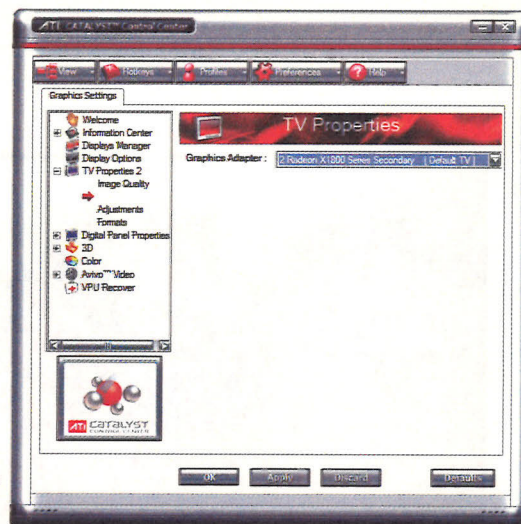 ATI CATALYST™ Control Center
View Hotkeys Profiles Preferences Help
Graphics Settings
Welcome
Information Center
Displays Manager
Display Options
TV Properties 2
Image Quality
Adjustments
Formats
Digital Panel Properties
3D
Color
Avivo™ Video
VPU Recover
TV Properties
Graphics Adapter :
2. Radeon X1800 Series Secondary [ Default TV ]
ATI CATALYST
CONTROL CENTER
OK Apply Discard Defaults